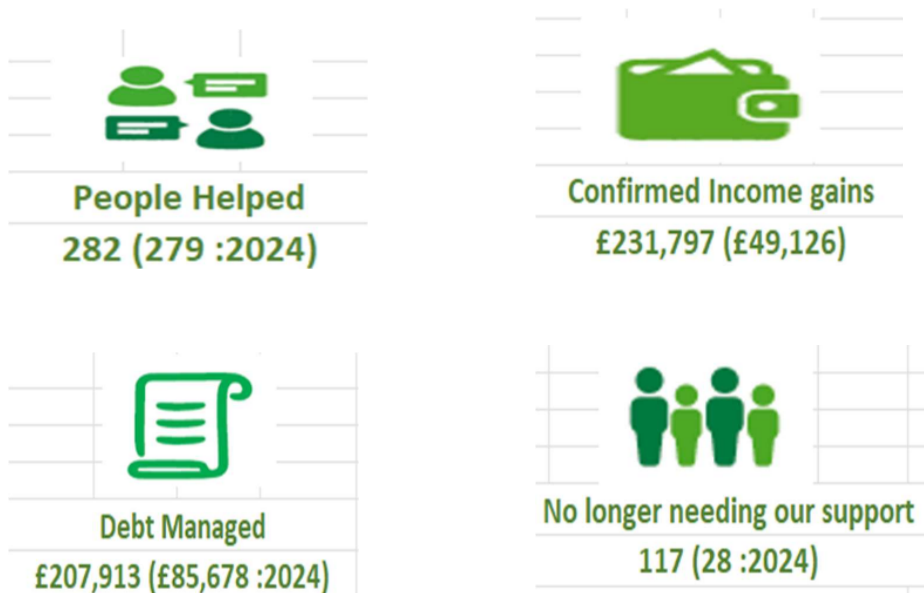 People Helped
282 (279 :2024)
Confirmed Income gains
£231,797 (£49,126)
Debt Managed
£207,913 (£85,678 :2024)
No longer needing our support
117 (28 :2024)